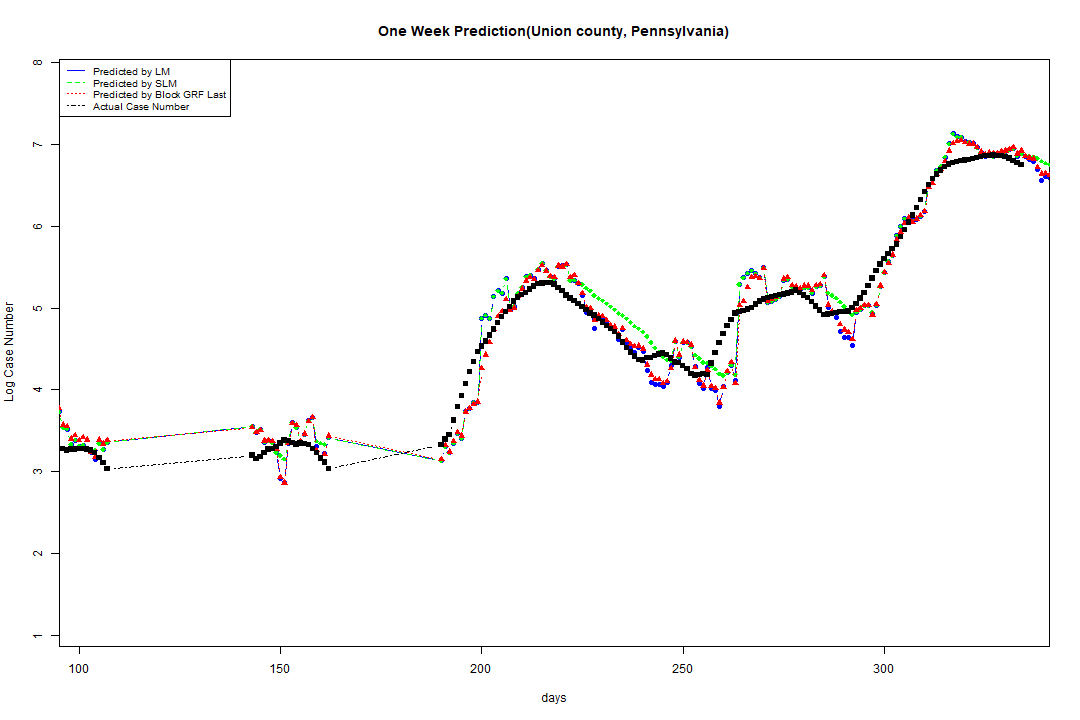 One Week Prediction(Union county, Pennsylvania)
Predicted by LM
Predicted by SLM
Predicted by Block GRF Last
Actual Case Number
8
7
6
5
4
3
2
1
Log Case Number
100 150 200 250 300
days